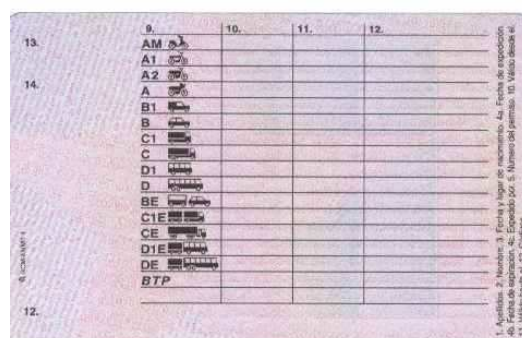 9. 10. 11. 12.
13.
AM
A1
14.
A2
A
B1
B
C1
C
D1
D
BE
C1E
CE
D1E
DE
BTP
12.
1. Apellidos. 2. Nombre. 3. Fecha y lugar de nacimiento. 4a. Fecha de expedición.
4b. Fecha de expiración. 4c. Expedido por. 5. Número del permiso. 10. Válido desde el.